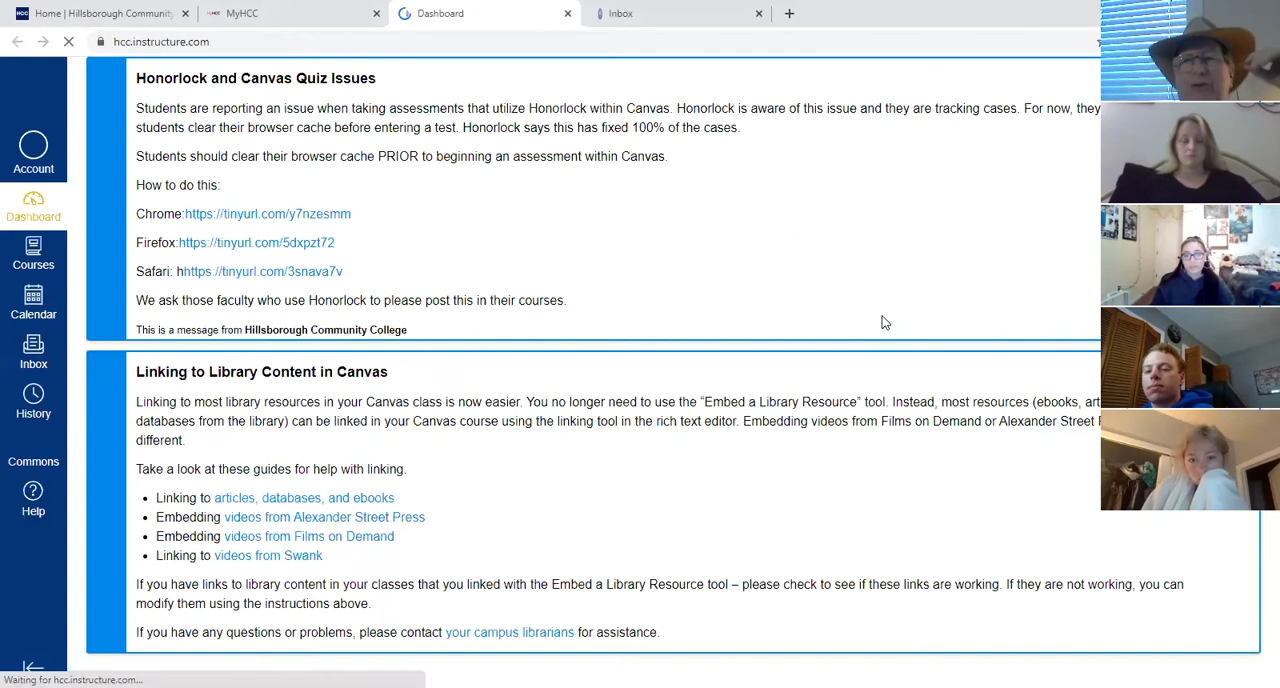 Home | Hillsborough Community
MyHCC
Dashboard
Inbox
hcc.instructure.com
HCC
Account
Dashboard
Courses
Calendar
Inbox
History
Commons
Help
Honorlock and Canvas Quiz Issues
Students are reporting an issue when taking assessments that utilize Honorlock within Canvas. Honorlock is aware of this issue and they are tracking cases. For now, they
students clear their browser cache before entering a test. Honorlock says this has fixed 100% of the cases.
Students should clear their browser cache PRIOR to beginning an assessment within Canvas.
How to do this:
Chrome:https://tinyurl.com/y7nzesmm
Firefox:https://tinyurl.com/5dxpzt72
Safari: hhttps://tinyurl.com/3snava7v
We ask those faculty who use Honorlock to please post this in their courses.
This is a message from Hillsborough Community College
Linking to Library Content in Canvas
Linking to most library resources in your Canvas class is now easier. You no longer need to use the “Embed a Library Resource” tool. Instead, most resources (ebooks, art
databases from the library) can be linked in your Canvas course using the linking tool in the rich text editor. Embedding videos from Films on Demand or Alexander Street
different.
Take a look at these guides for help with linking.
• Linking to articles, databases, and ebooks
• Embedding videos from Alexander Street Press
• Embedding videos from Films on Demand
• Linking to videos from Swank
If you have links to library content in your classes that you linked with the Embed a Library Resource tool – please check to see if these links are working. If they are not working, you can
modify them using the instructions above.
If you have any questions or problems, please contact your campus librarians for assistance.
Waiting for hcc.instructure.com...